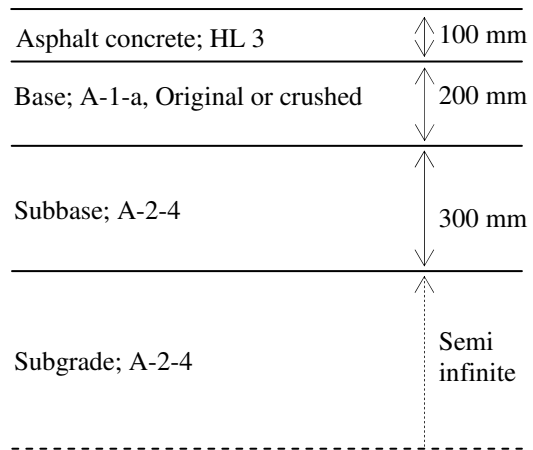 Asphalt concrete; HL 3
100 mm
Base; A-1-a, Original or crushed
200 mm
Subbase; A-2-4
300 mm
Subgrade; A-2-4
Semi
infinite